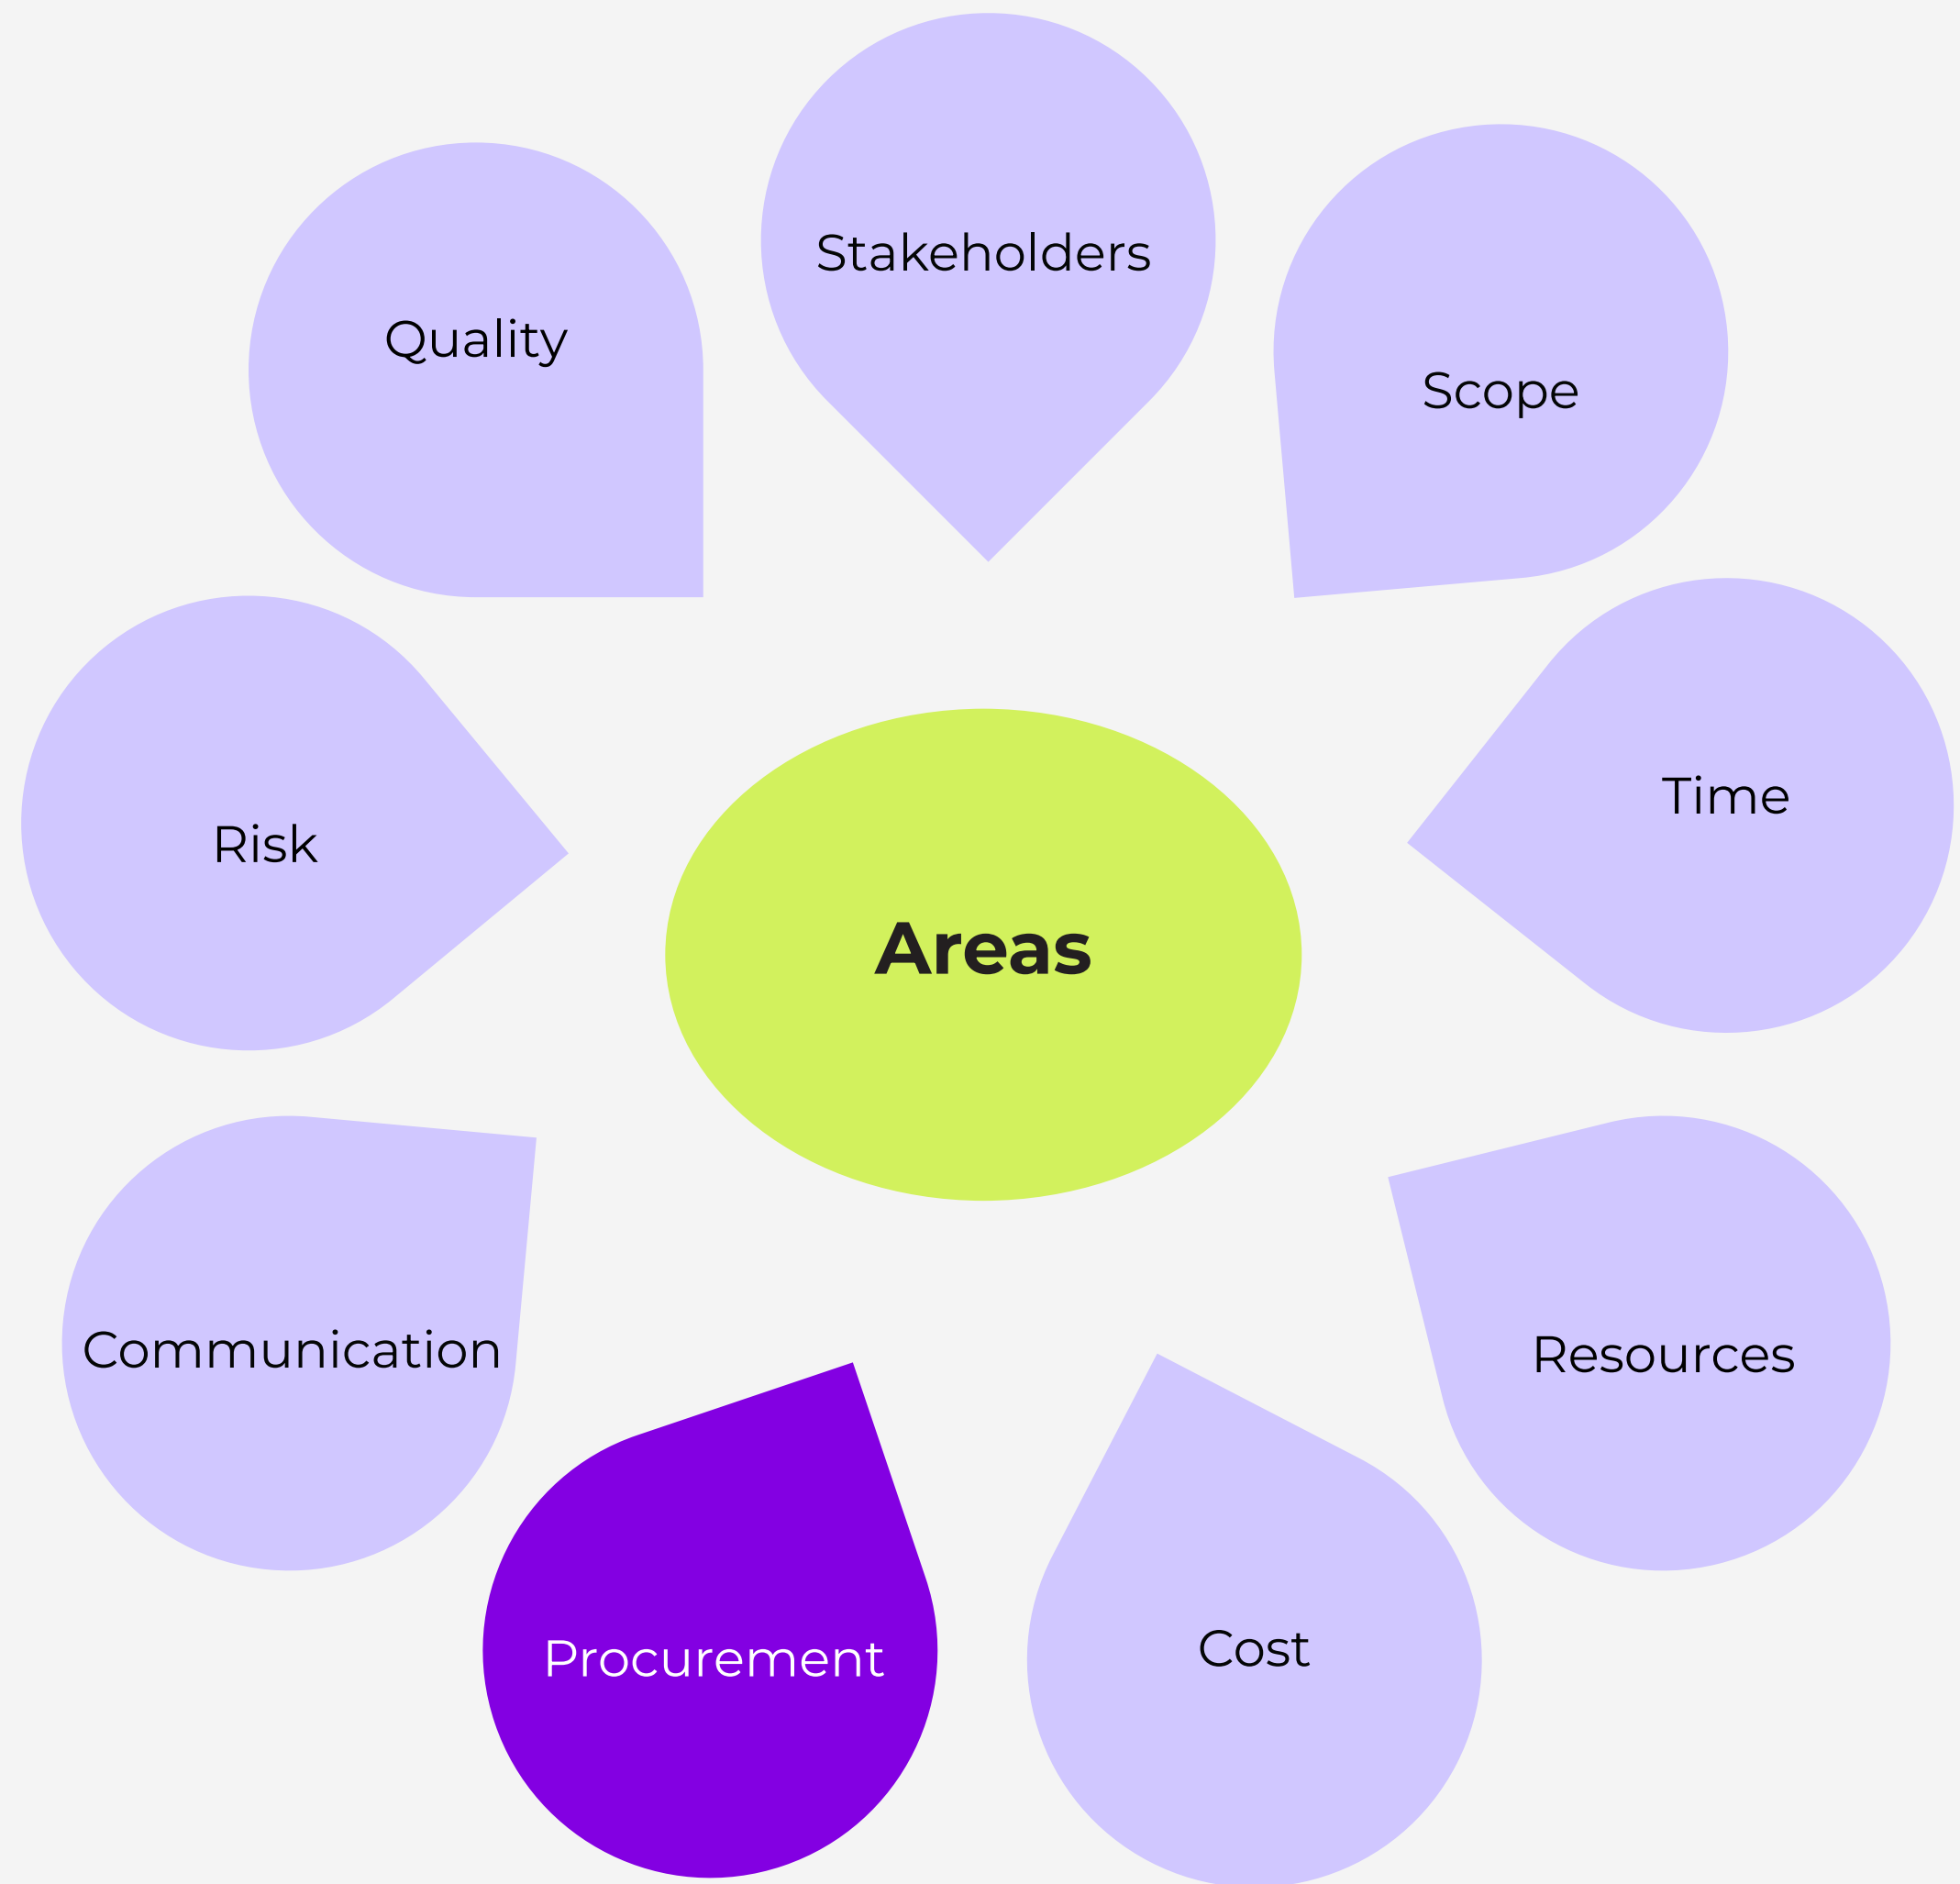 Stakeholders
Quality
Scope
Time
Risk
Areas
Communication
Resources
Procurement
Cost